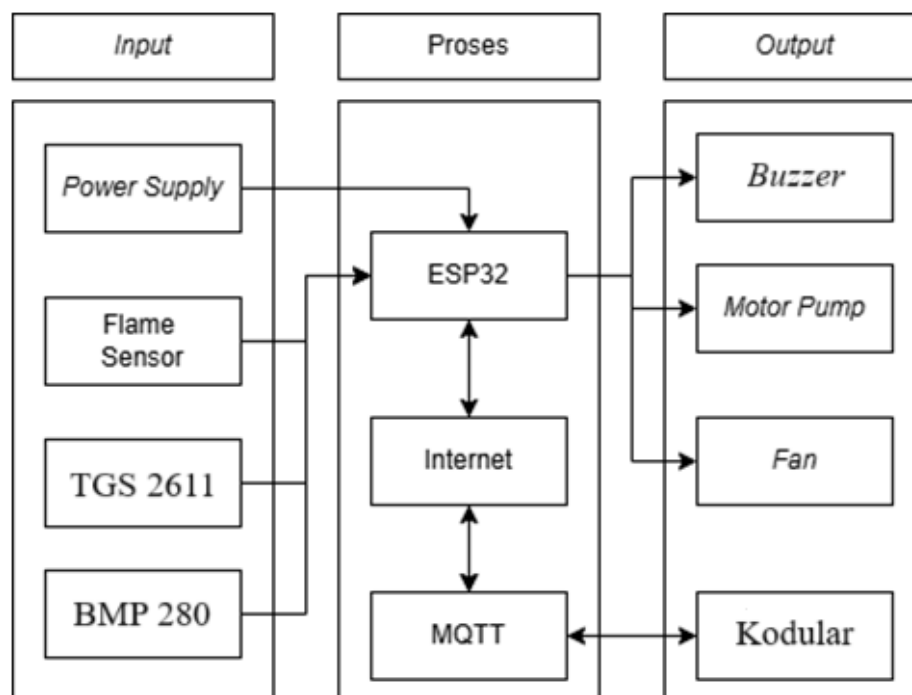 Input
Proses
Output
Power Supply
Flame
Sensor
TGS 2611
BMP 280
ESP32
Internet
MQTT
Buzzer
Motor Pump
Fan
Kodular